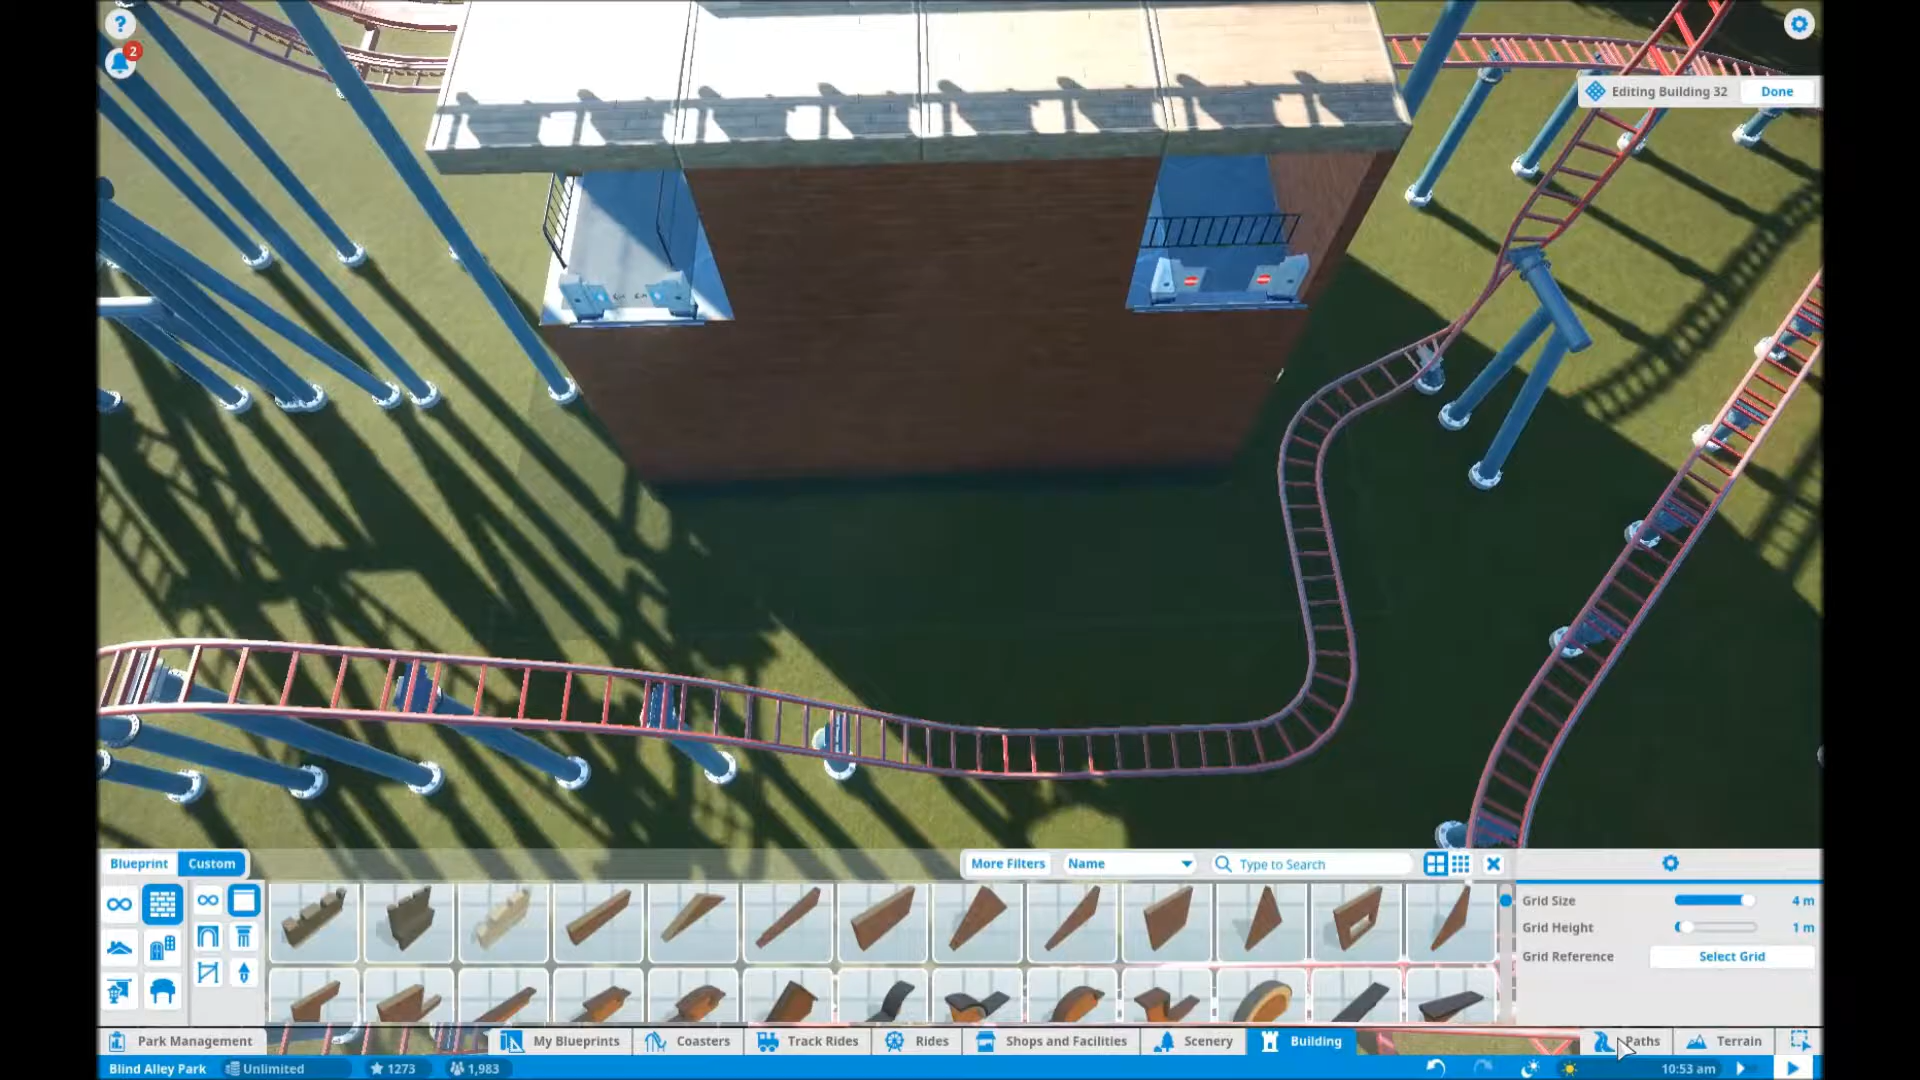 ?
2
Editing Building 32 Done
Blueprint Custom More Filters Name Type to Search
Grid Size 4 m
Grid Height 1 m
Grid Reference Select Grid
Park Management My Blueprints Coasters Track Rides Rides Shops and Facilities Scenery Building Paths Terrain
Blind Alley Park Unlimited 1273 1,983 10:53 am